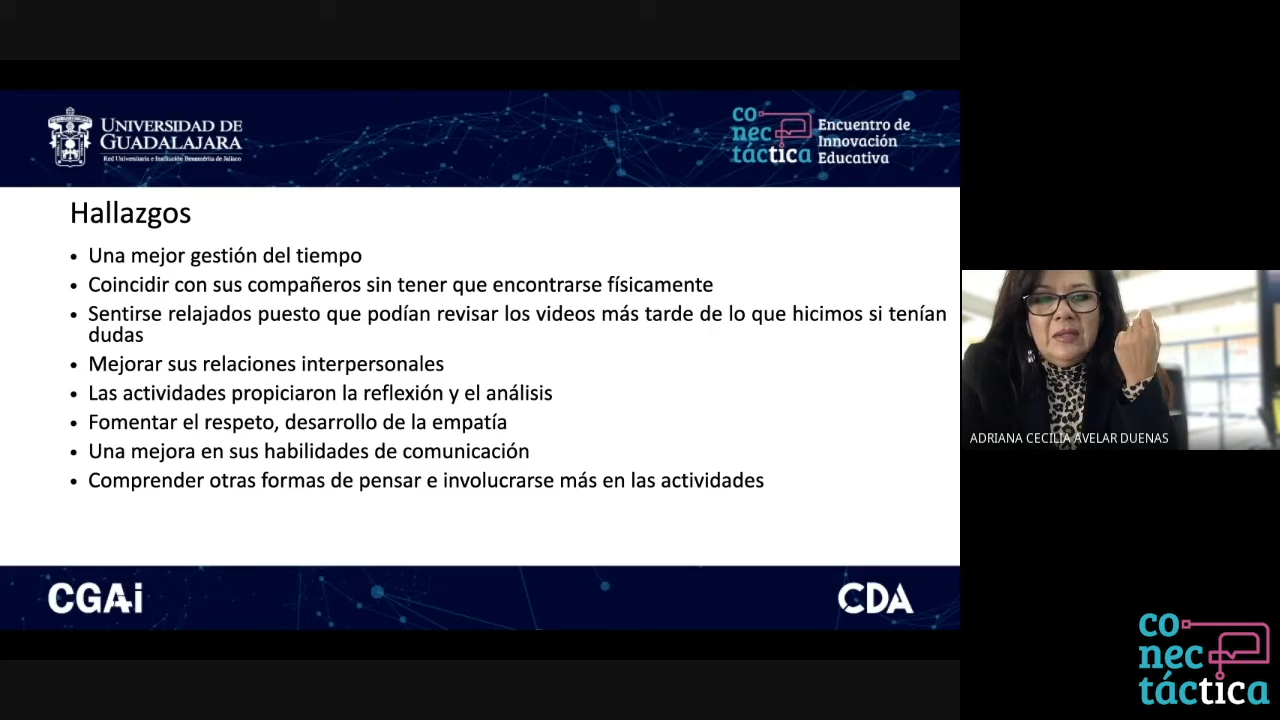 UNIVERSIDAD DE
GUADALAJARA
Red Universitaria e Institución Benemérita de Jalisco
co
nec
táctica
Encuentro de
Innovación
Educativa
Hallazgos
• Una mejor gestión del tiempo
• Coincidir con sus compañeros sin tener que encontrarse físicamente
• Sentirse relajados puesto que podían revisar los videos más tarde de lo que hicimos si tenían
dudas
• Mejorar sus relaciones interpersonales
• Las actividades propiciaron la reflexión y el análisis
• Fomentar el respeto, desarrollo de la empatía
• Una mejora en sus habilidades de comunicación
• Comprender otras formas de pensar e involucrarse más en las actividades
CGAi
CDA
ADRIANA CECILIA AVELAR DUENAS
co
nec
táctica